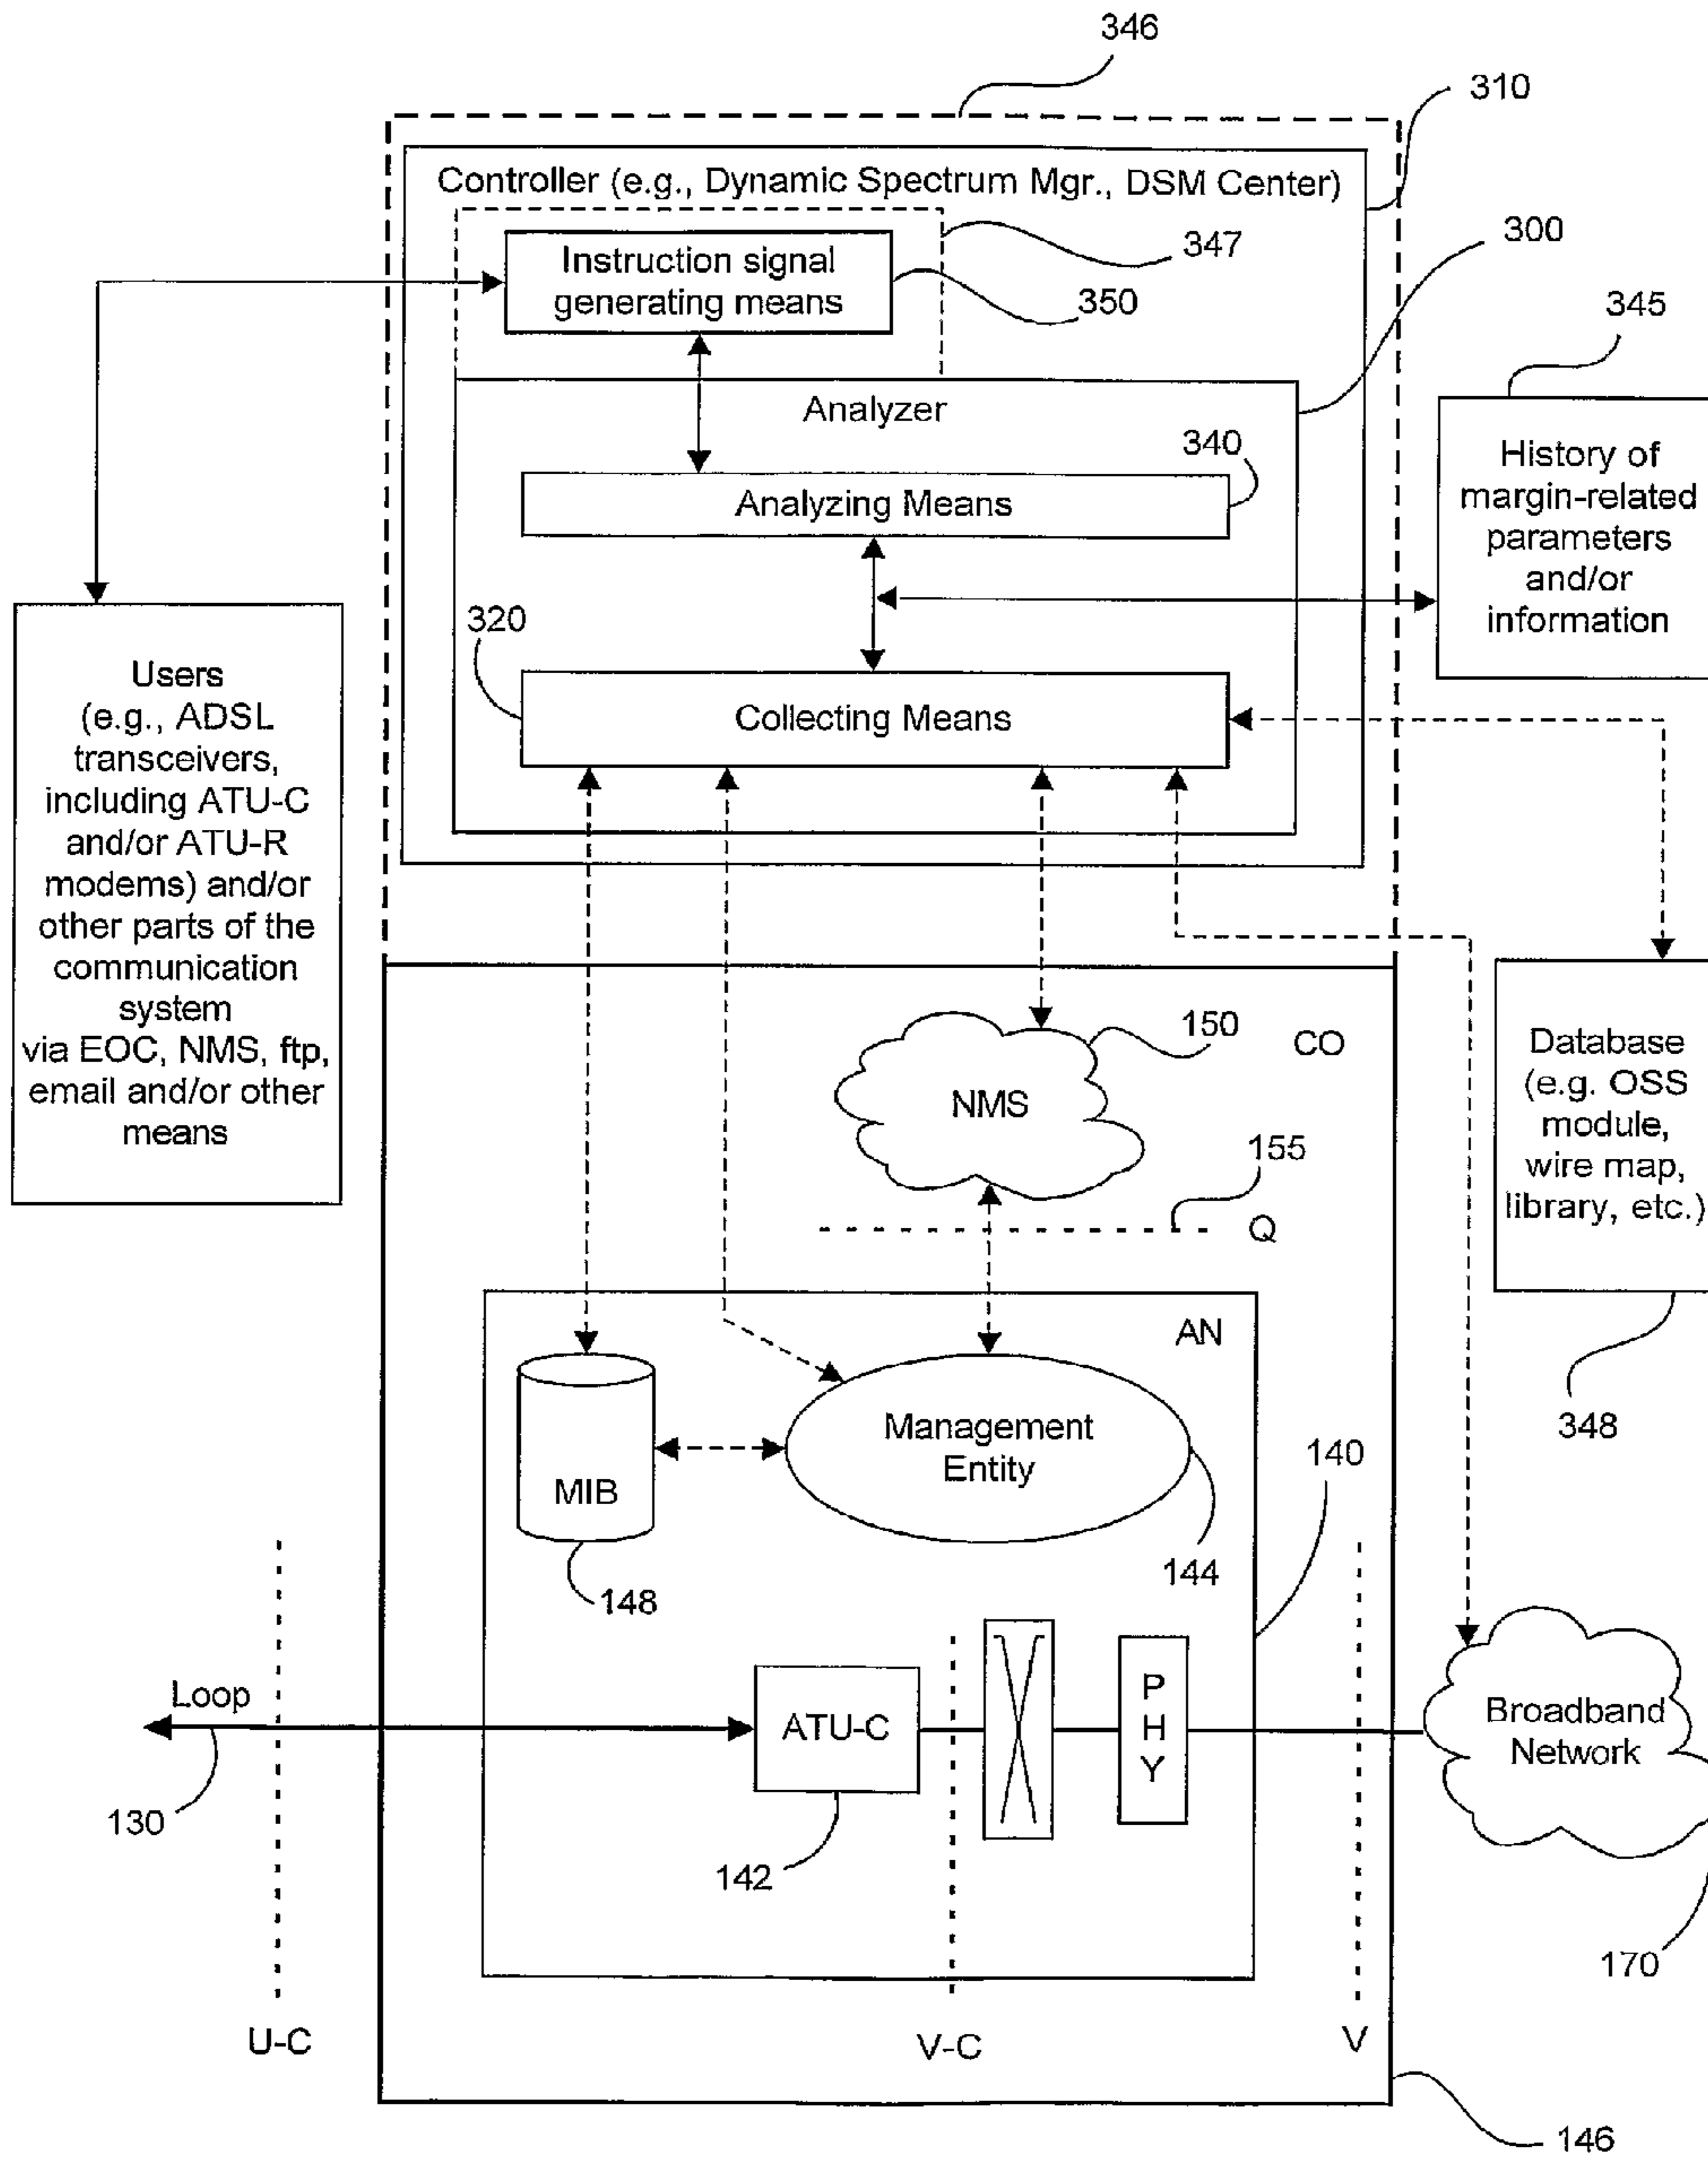 346
310
Controller (e.g., Dynamic Spectrum Mgr., DSM Center)
347
300
Instruction signal
generating means
350
345
Analyzer
340
Analyzing Means
History of
margin-related
parameters
and/or
information
320
Collecting Means
Users
(e.g., ADSL
transceivers,
including ATU-C
and/or ATU-R
modems) and/or
other parts of the
communication
system
via EOC, NMS, ftp,
email and/or other
means
150
CO
NMS
155
Q
Database
(e.g. OSS
module,
wire map,
library, etc.)
348
AN
Management
Entity
MIB
140
144
148
Loop
130
ATU-C
142
P
H
Y
Broadband
Network
170
U-C
V-C
V
146